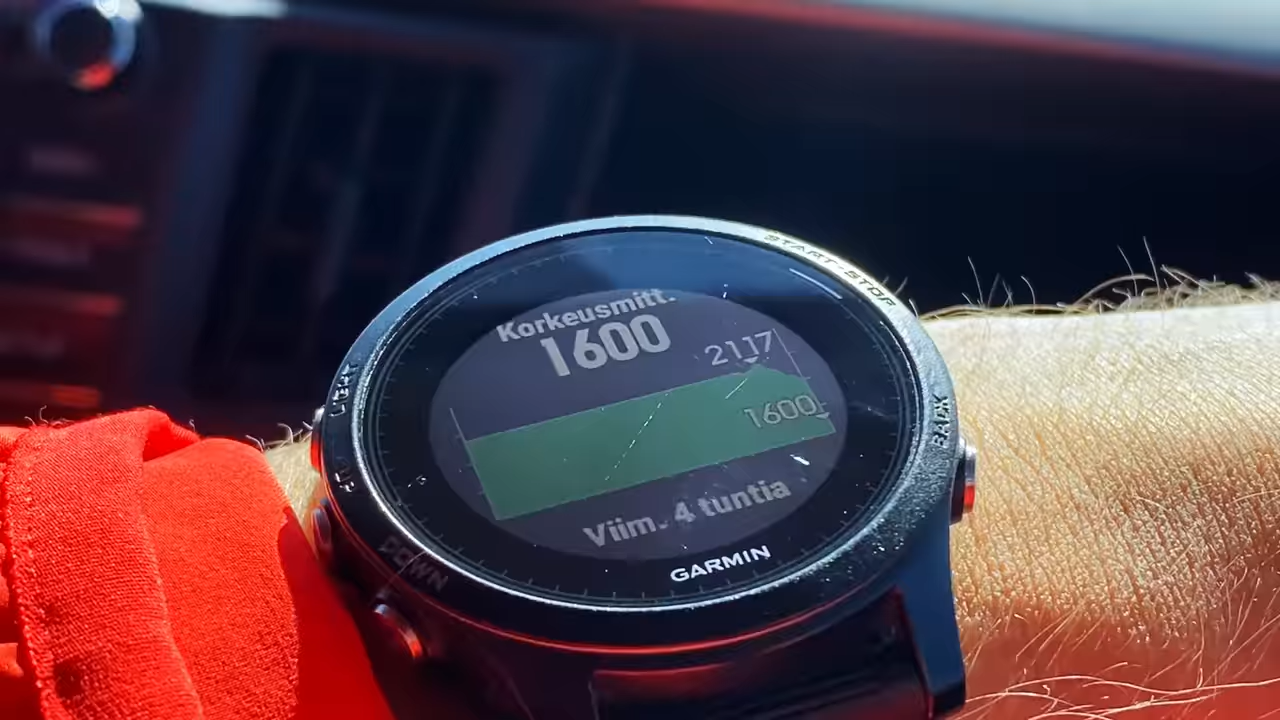 START·STOP
LIGHT
Korkeusmitt.
1600
2117
1600
BACK
UP
Viim. 4 tuntia
DOWN
GARMIN